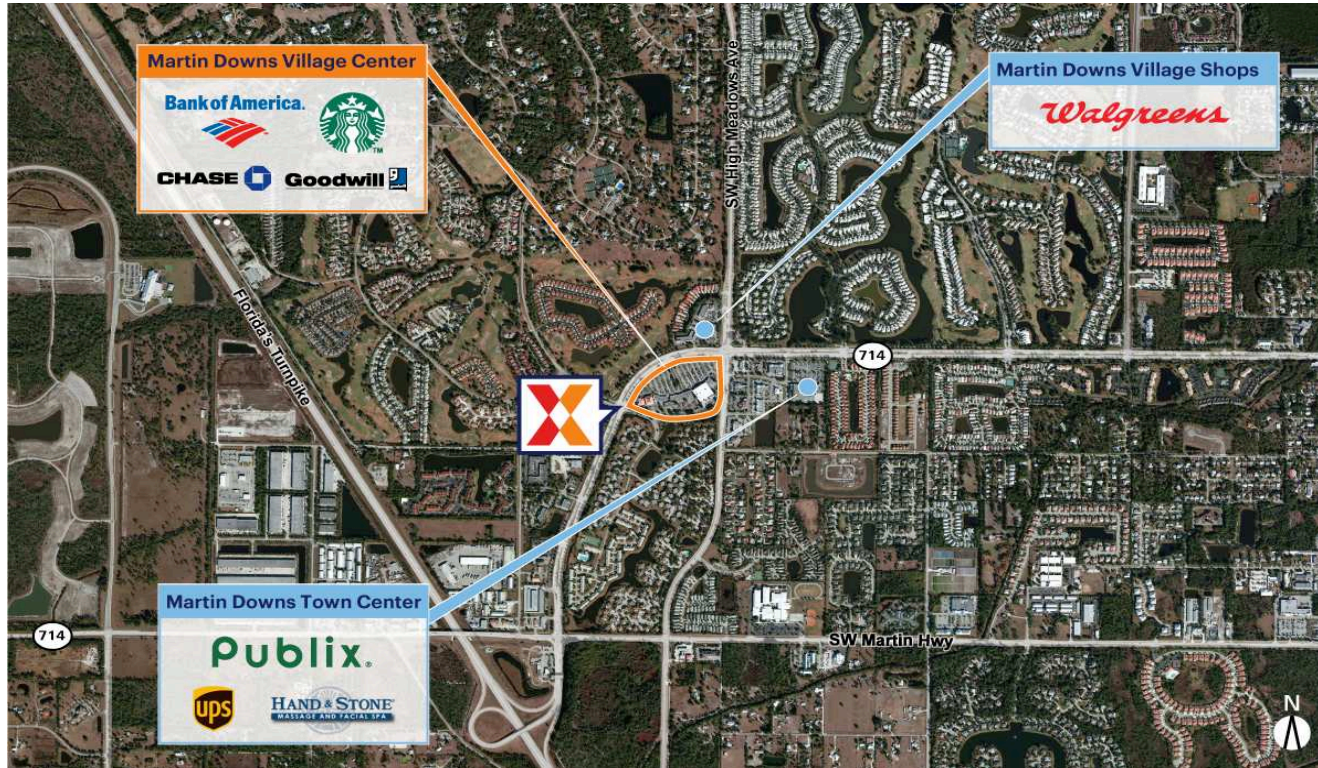 Martin Downs Village Center
Bank of America.
TM
CHASE
Goodwill
g
Martin Downs Village Shops
Walgreens
SW High Meadows Ave
Florida's Turnpike
714
Martin Downs Town Center
Publix.
ups
HAND & STONE
MASSAGE AND FACIAL SPA
714
SW Martin Hwy
N